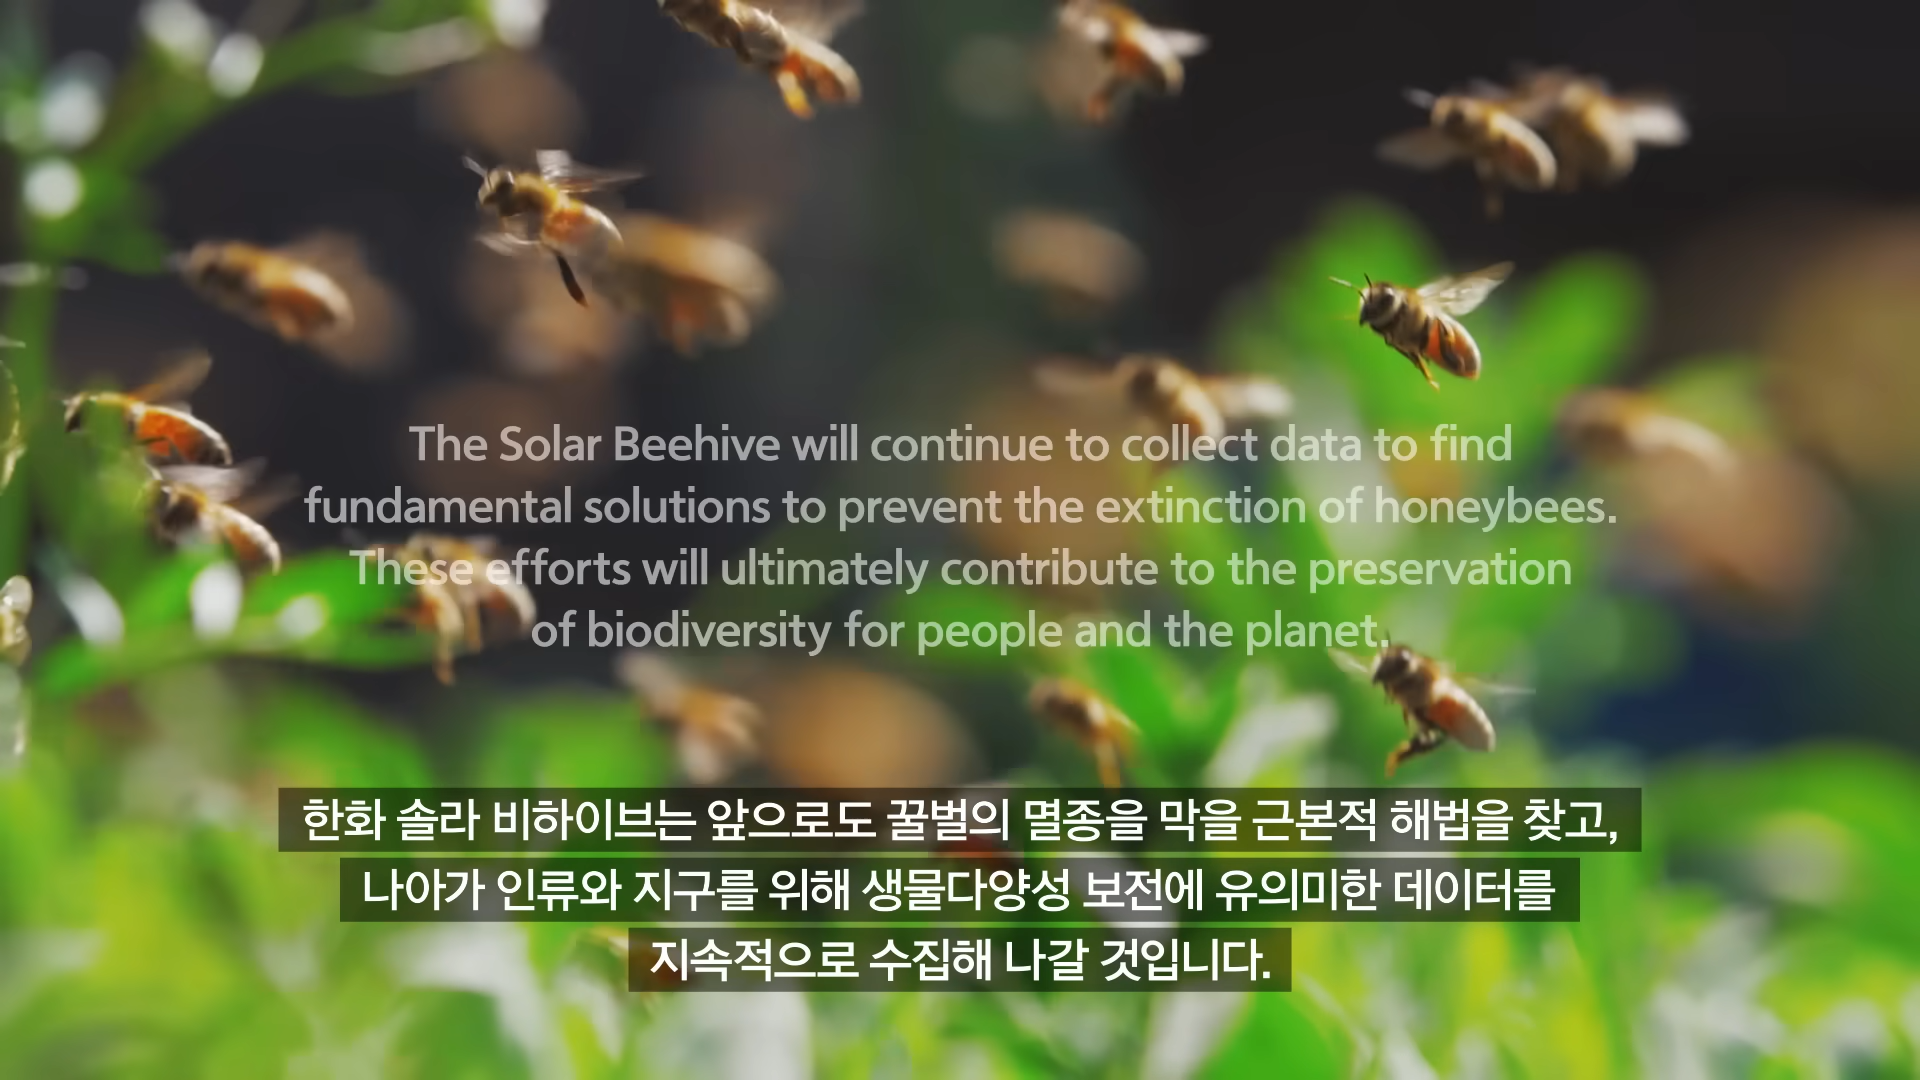 The Solar Beehive will continue to collect data to find
fundamental solutions to prevent the extinction of honeybees.
These efforts will ultimately contribute to the preservation
of biodiversity for people and the planet.
한화 솔라 비하이브는 앞으로도 꿀벌의 멸종을 막을 근본적 해법을 찾고,
나아가 인류와 지구를 위해 생물다양성 보전에 유의미한 데이터를
지속적으로 수집해 나갈 것입니다.